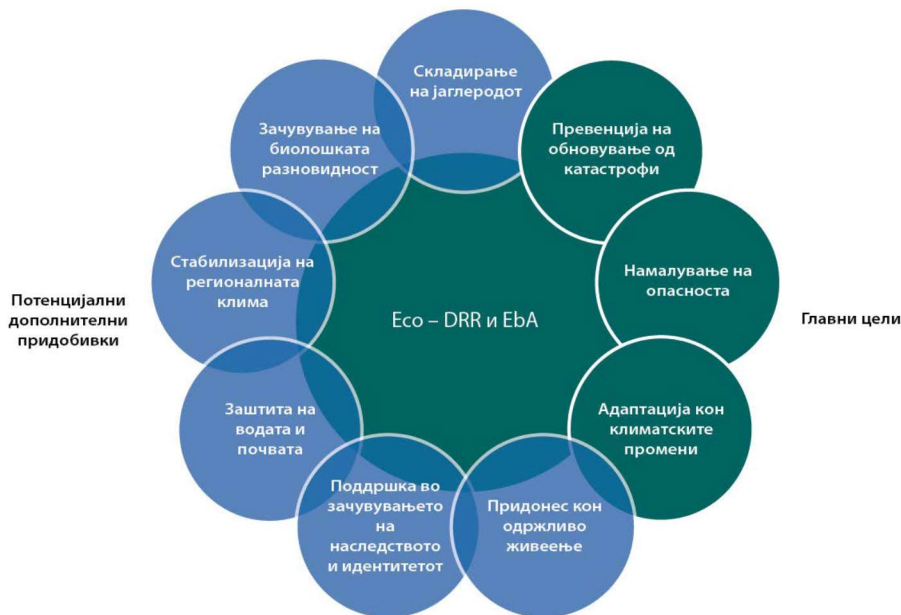 Складирање
на јаглеродот
Превенција на
обновување од
катастрофи
Намалување на
опасноста
Адаптација кон
климатските
промени
Придонес кон
одржливо
живеење
Поддршка во
зачувувањето
на
наследството
и идентитетот
Заштита на
водата и
почвата
Стабилизација на
регионалната
клима
Зачувување на
биолошката
разновидност
Eco – DRR и EbA
Потенцијални
дополнителни
придобивки
Главни цели